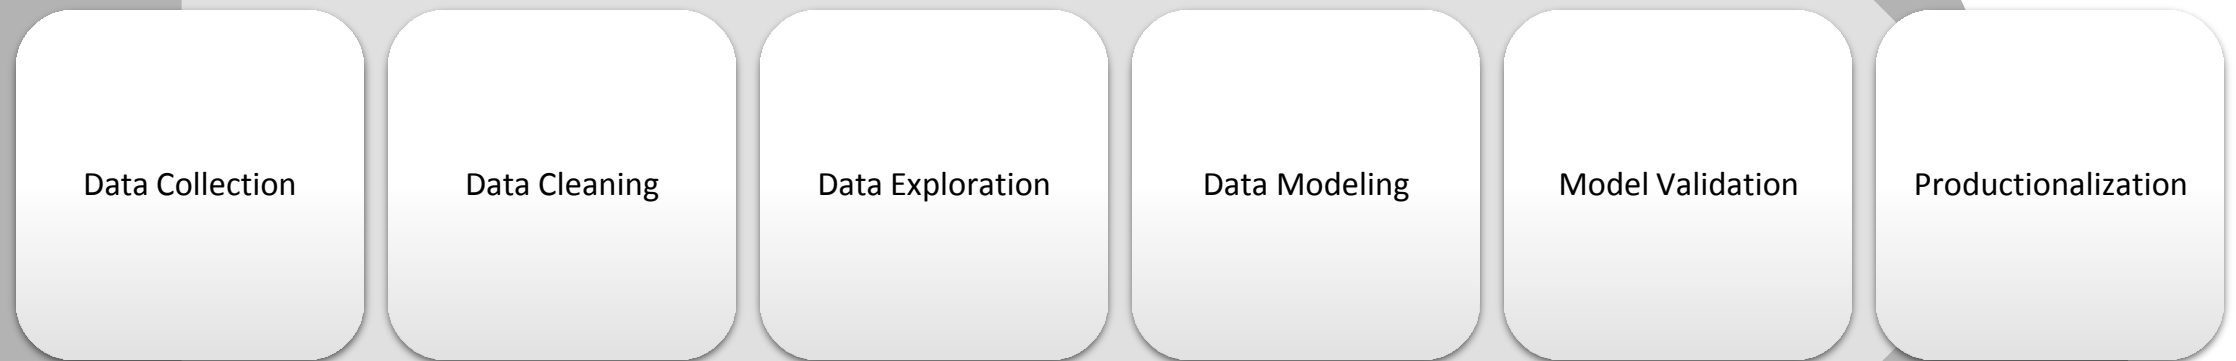 Data Collection
Data Cleaning
Data Exploration
Data Modeling
Model Validation
Productionalization